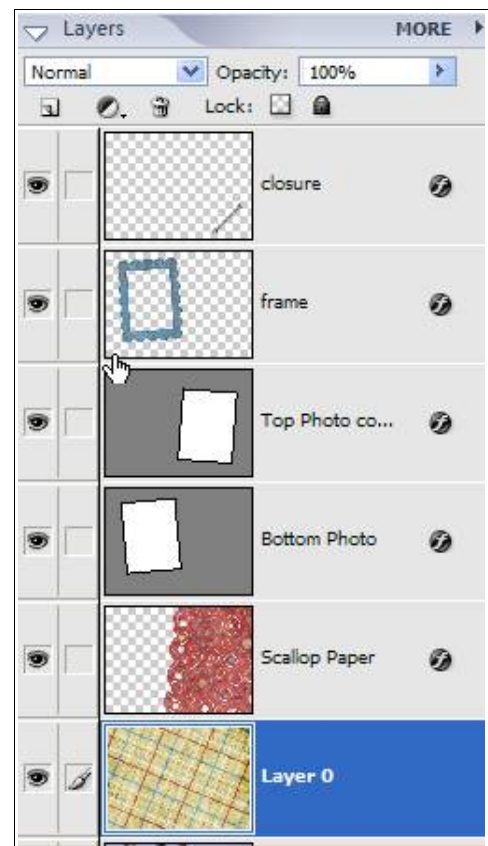 Layers MORE
Normal Opacity: 100%
Lock:
closure
frame
Top Photo co...
Bottom Photo
Scallop Paper
Layer 0